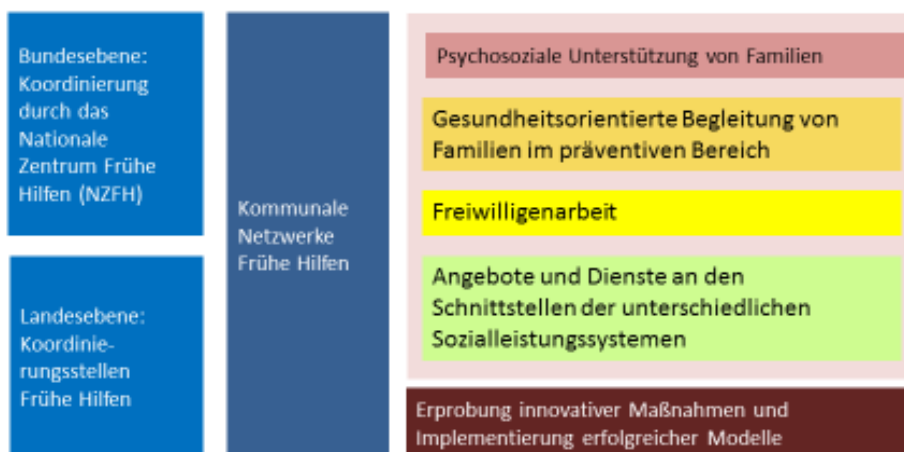 Bundesebene:
Koordinierung
durch das
Nationale
Zentrum Frühe
Hilfen (NZFH)
Landesebene:
Koordinie-
rungsstellen
Frühe Hilfen
Kommunale
Netzwerke
Frühe Hilfen
Psychosoziale Unterstützung von Familien
Gesundheitsorientierte Begleitung von
Familien im präventiven Bereich
Freiwilligenarbeit
Angebote und Dienste an den
Schnittstellen der unterschiedlichen
Sozialleistungssystemen
Erprobung innovativer Maßnahmen und
Implementierung erfolgreicher Modelle